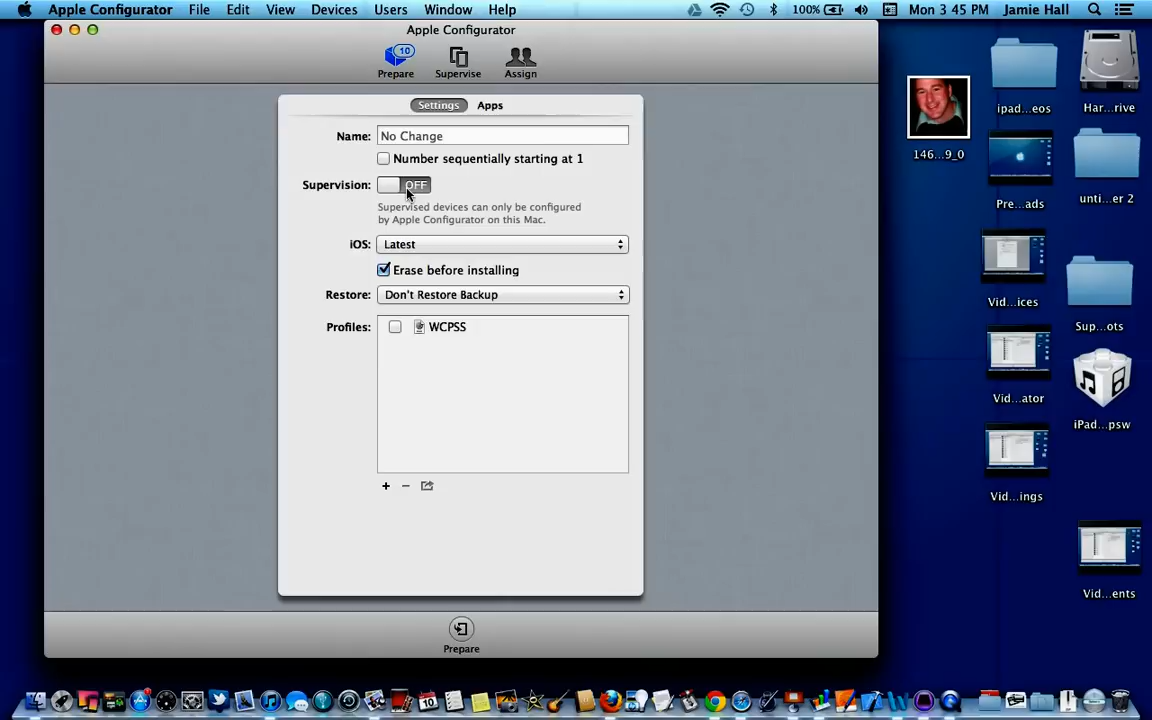 Apple Configurator File Edit View Devices Users Window Help 100% Mon 3 45 PM Jamie Hall
Apple Configurator
10
Prepare Supervise Assign
Settings Apps
Name: No Change
Number sequentially starting at 1
Supervision: OFF
Supervised devices can only be configured
by Apple Configurator on this Mac.
iOS: Latest
Erase before installing
Restore: Don't Restore Backup
Profiles: WCPSS
Prepare
146...9_0
ipad...eos
Har...rive
Pre...ads
unti...er 2
Vid...ices
Sup...ots
Vid...ator
iPad...psw
Vid...ings
Vid...ents
10